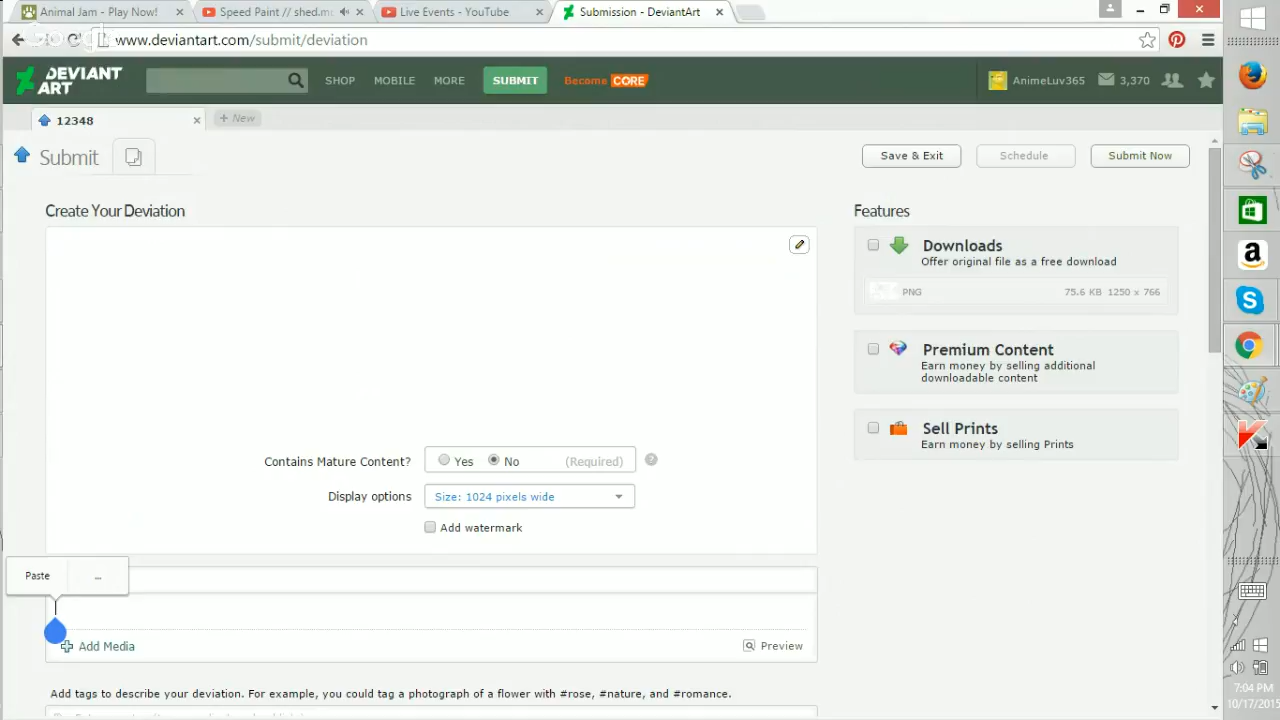 Animal Jam - Play Now!
Speed Paint // shed.mo
Live Events - YouTube
Submission - DeviantArt
www.deviantart.com/submit/deviation
DEVIANT
ART
SHOP
MOBILE
MORE
SUBMIT
Become CORE
AnimeLuv365
3,370
12348
+ New
Submit
Save & Exit
Schedule
Submit Now
Create Your Deviation
Features
Downloads
Offer original file as a free download
PNG
75.6 KB 1250 x 766
Premium Content
Earn money by selling additional
downloadable content
Sell Prints
Earn money by selling Prints
Contains Mature Content?
Yes
No
(Required)
?
Display options
Size: 1024 pixels wide
Add watermark
Paste
...
Add Media
Preview
Add tags to describe your deviation. For example, you could tag a photograph of a flower with #rose, #nature, and #romance.
7:04 PM
10/17/2015